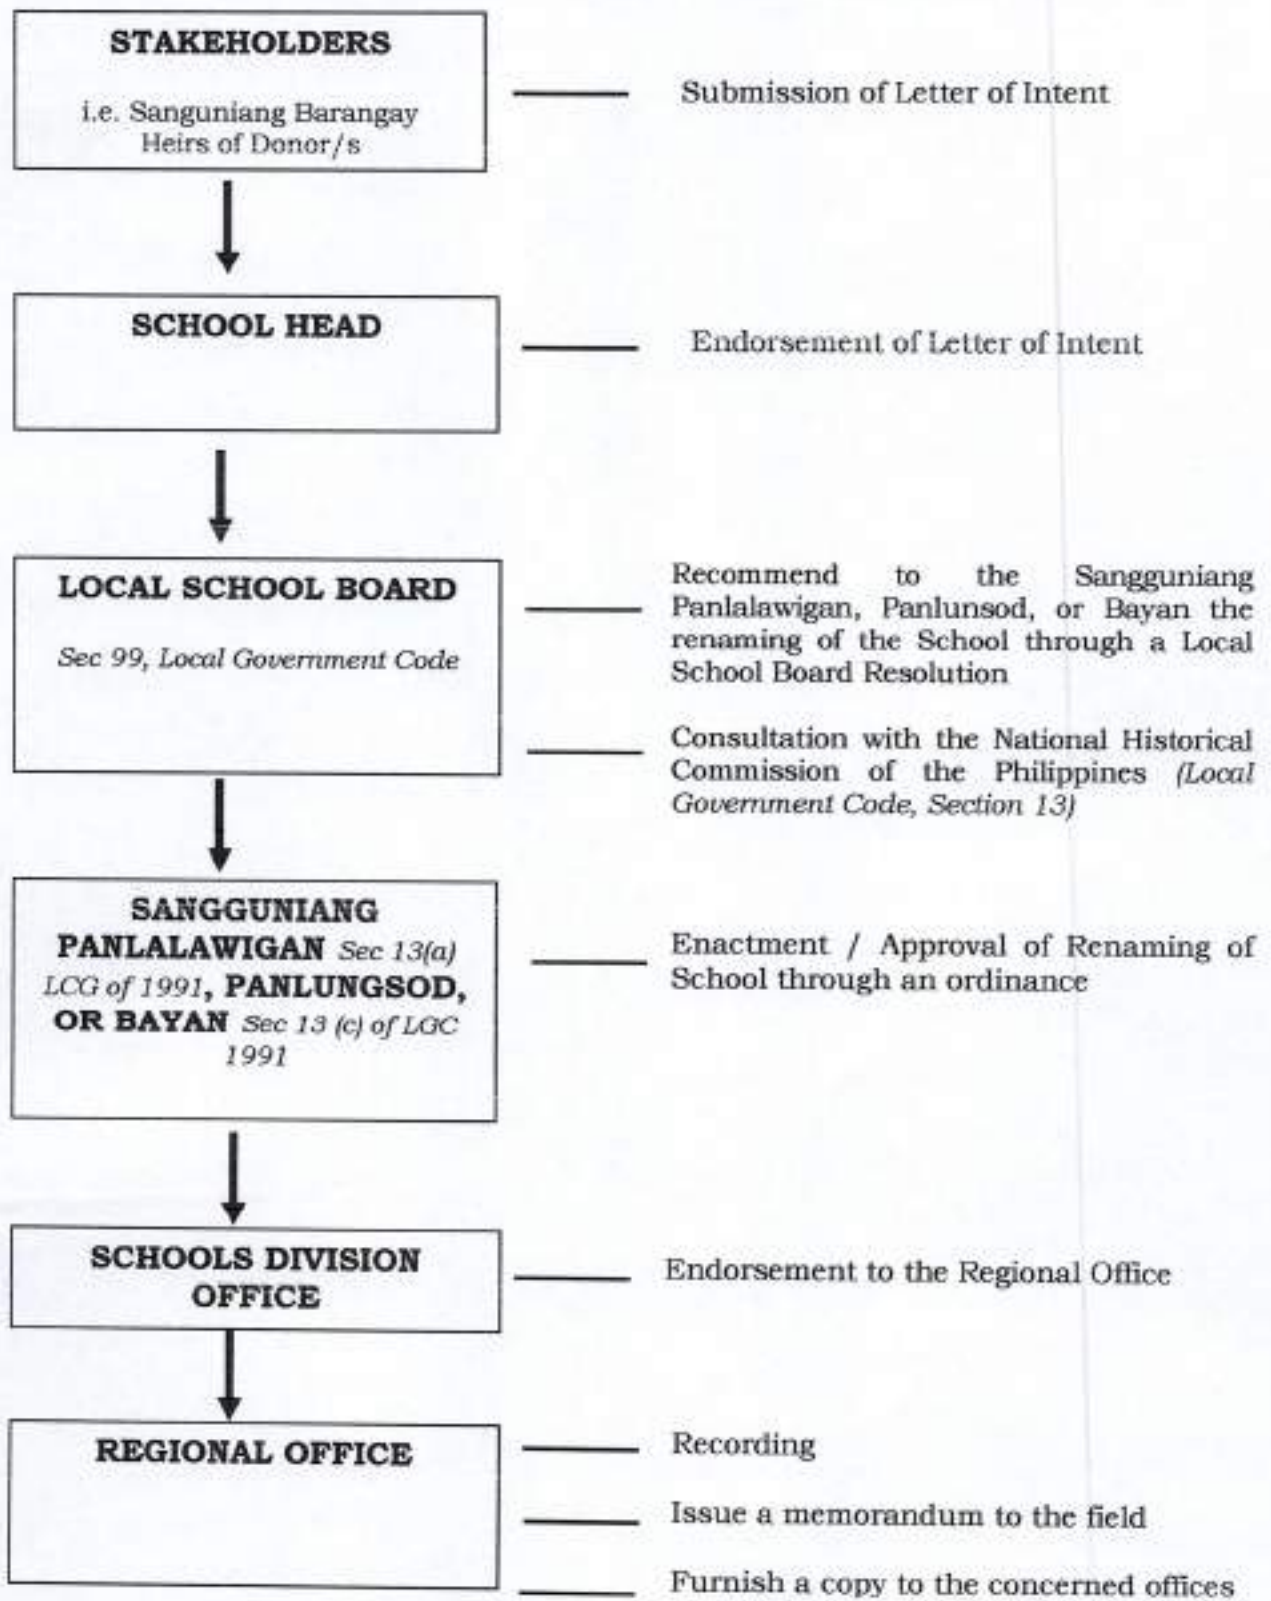 STAKEHOLDERS
i.e. Sanguniang Barangay
Heirs of Donor/s
Submission of Letter of Intent
SCHOOL HEAD
Endorsement of Letter of Intent
LOCAL SCHOOL BOARD
Sec 99, Local Government Code
Recommend to the Sangguniang
Panlalawigan, Panlunsod, or Bayan the
renaming of the School through a Local
School Board Resolution
Consultation with the National Historical
Commission of the Philippines (Local
Government Code, Section 13)
SANGGUNIANG
PANLALAWIGAN Sec 13(a)
LCG of 1991, PANLUNGSOD,
OR BAYAN Sec 13 (c) of LGC
1991
Enactment / Approval of Renaming of
School through an ordinance
SCHOOLS DIVISION
OFFICE
Endorsement to the Regional Office
REGIONAL OFFICE
Recording
Issue a memorandum to the field
Furnish a copy to the concerned offices